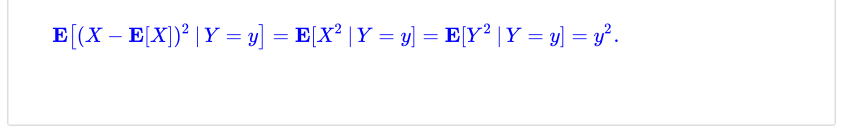 E[(X − E[X])² | Y = y] = E[X² | Y = y] = E[Y² | Y = y] = y².